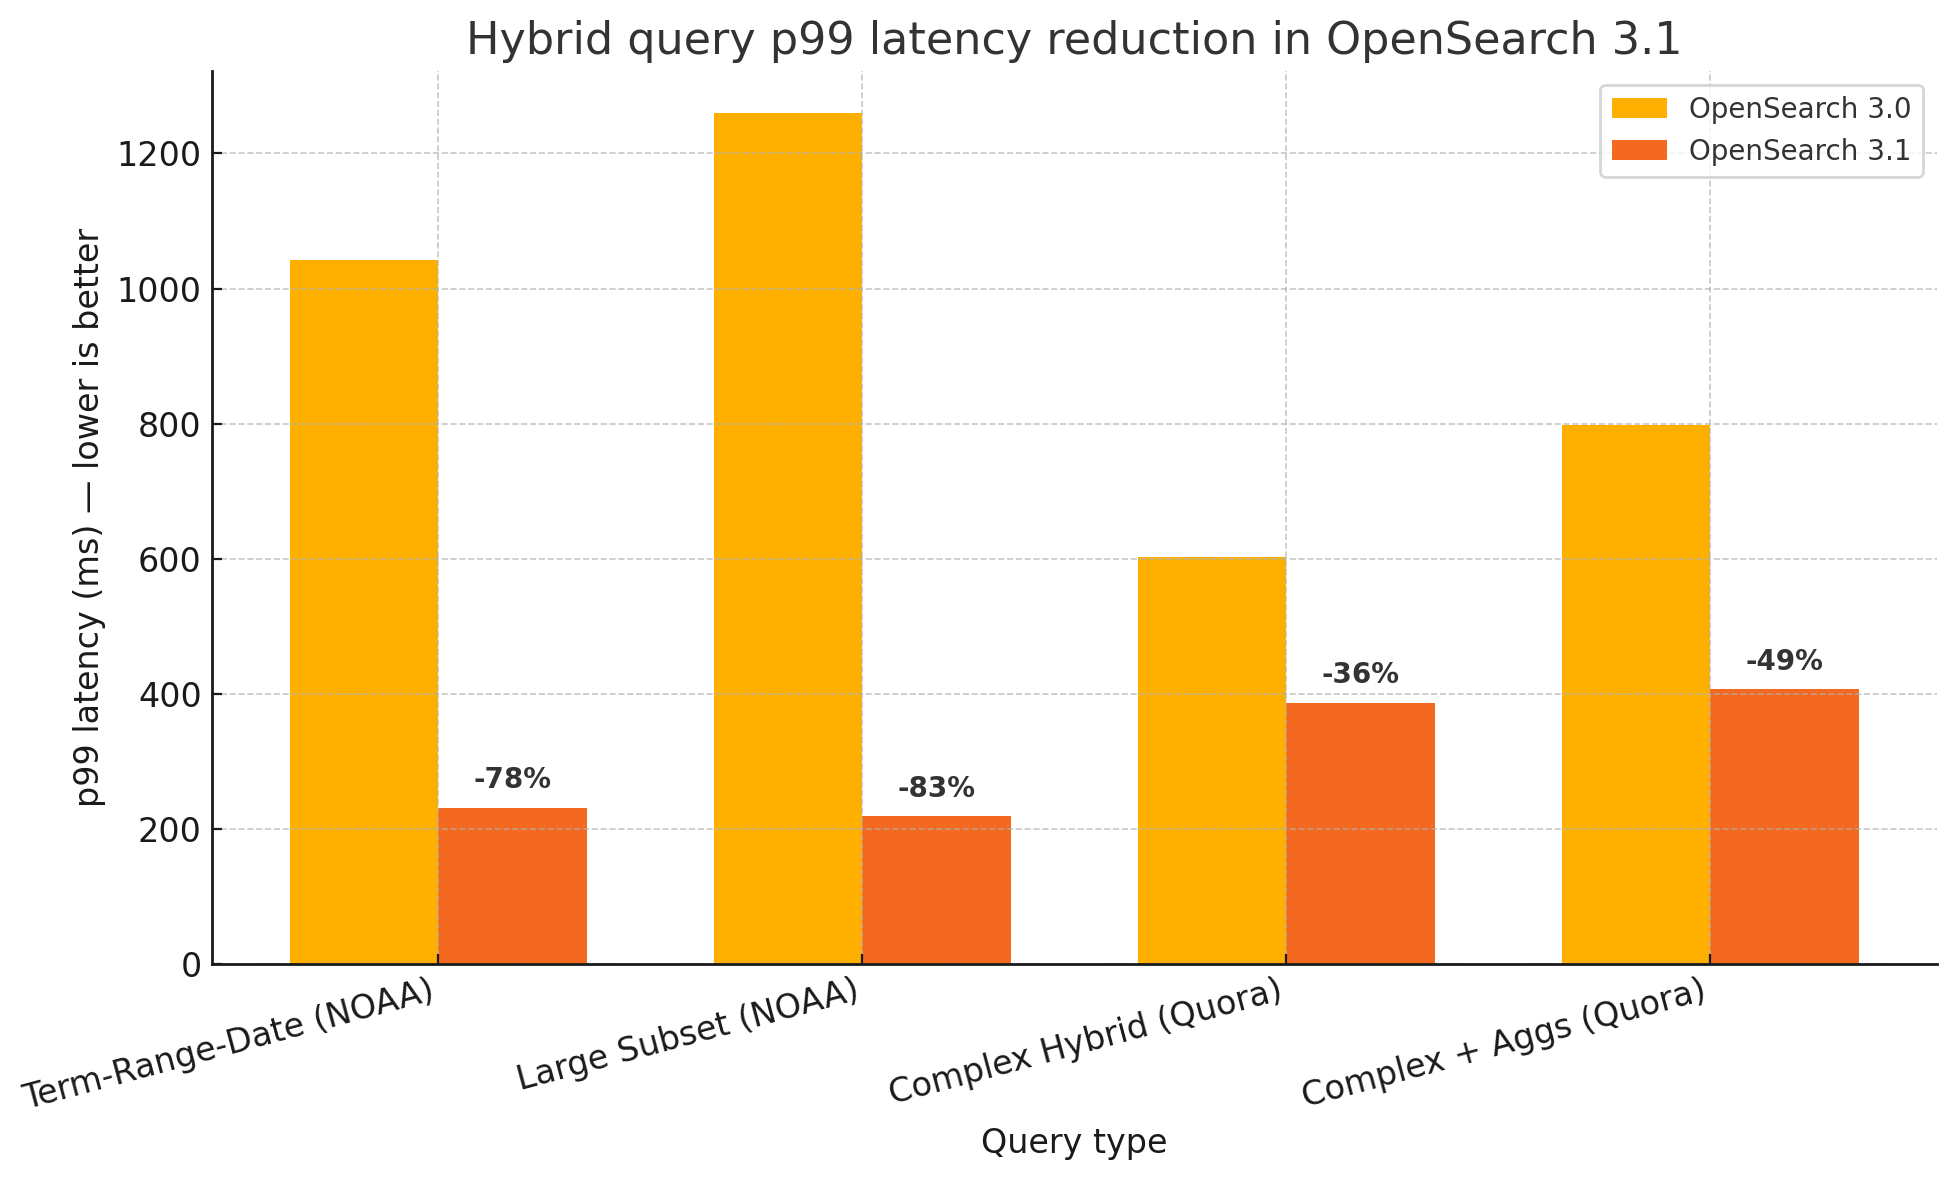 Hybrid query p99 latency reduction in OpenSearch 3.1
OpenSearch 3.0
OpenSearch 3.1
p99 latency (ms) — lower is better
1200
1000
800
600
400
200
0
-78%
-83%
-36%
-49%
Term-Range-Date (NOAA)
Large Subset (NOAA)
Complex Hybrid (Quora)
Complex + Aggs (Quora)
Query type